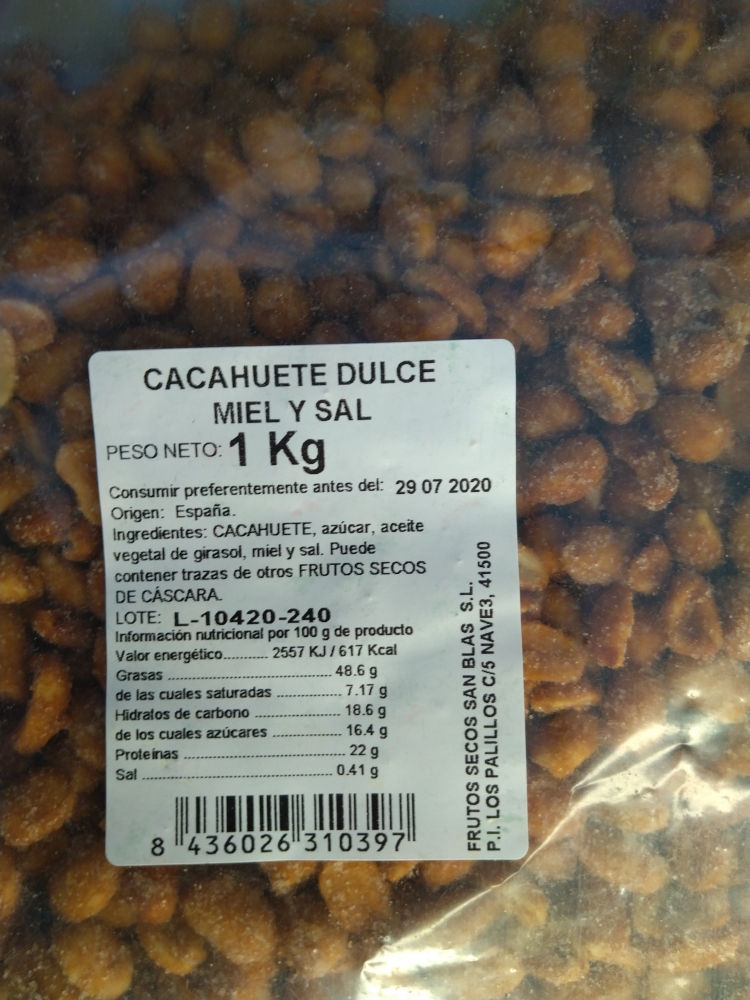 CACAHUETE DULCE
MIEL Y SAL
PESO NETO: 1 Kg
Consumir preferentemente antes del: 29 07 2020
Origen: España.
Ingredientes: CACAHUETE, azúcar, aceite
vegetal de girasol, miel y sal. Puede
contener trazas de otros FRUTOS SECOS
DE CÁSCARA.
LOTE: L-10420-240
Información nutricional por 100 g de producto
Valor energético........... 2557 KJ / 617 Kcal
Grasas ........................................ 48.6 g
de las cuales saturadas ................ 7.17 g
Hidratos de carbono ..................... 18.6 g
de los cuales azúcares ................. 16.4 g
Proteínas ........................................ 22 g
Sal ................................................ 0.41 g
8 436026 310397
FRUTOS SECOS SAN BLAS S.L.
P.I. LOS PALILLOS C/5 NAVE3, 41500